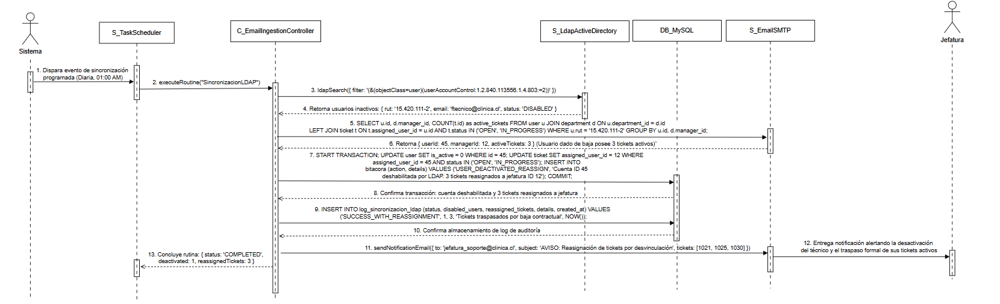 Sistema
S_TaskScheduler
C_EmailIngestionController
S_LdapActiveDirectory
DB_MySQL
S_EmailSMTP
Jefatura
1. Dispara evento de sincronización
programada (Diaria, 01:00 AM)
2. executeRoutine("SincronizacionLDAP")
3. ldapSearch({ filter: '(&(objectClass=user)(userAccountControl:1.2.840.113556.1.4.803:=2))' })
4. Retorna usuarios inactivos: { rut: '15.420.111-2', email: 'ftecnico@clinica.cl', status: 'DISABLED' }
5. SELECT u.id, d.manager_id, COUNT(t.id) as active_tickets FROM user u JOIN department d ON u.department_id = d.id
LEFT JOIN ticket t ON t.assigned_user_id = u.id AND t.status IN ('OPEN', 'IN_PROGRESS') WHERE u.rut = '15.420.111-2' GROUP BY u.id, d.manager_id;
6. Retorna { userId: 45, managerId: 12, activeTickets: 3 } (Usuario dado de baja posee 3 tickets activos)`
7. START TRANSACTION; UPDATE user SET is_active = 0 WHERE id = 45; UPDATE ticket SET assigned_user_id = 12 WHERE
assigned_user_id = 45 AND status IN ('OPEN', 'IN_PROGRESS'); INSERT INTO
bitacora (action, details) VALUES ('USER_DEACTIVATED_REASSIGN', 'Cuenta ID 45
deshabilitada por LDAP. 3 tickets reasignados a jefatura ID 12'); COMMIT;
8. Confirma transacción: cuenta deshabilitada y 3 tickets reasignados a jefatura
9. INSERT INTO log_sincronizacion_ldap (status, disabled_users, reassigned_tickets, details, created_at) VALUES
('SUCCESS_WITH_REASSIGNMENT', 1, 3, 'Tickets traspasados por baja contractual', NOW());
10. Confirma almacenamiento de log de auditoría
11. sendNotificationEmail({ to: 'jefatura_soporte@clinica.cl', subject: 'AVISO: Reasignación de tickets por desvinculación', tickets: [1021, 1025, 1030] })
12. Entrega notificación alertando la desactivación
del técnico y el traspaso formal de sus tickets activos
13. Concluye rutina: { status: 'COMPLETED',
deactivated: 1, reassignedTickets: 3 }